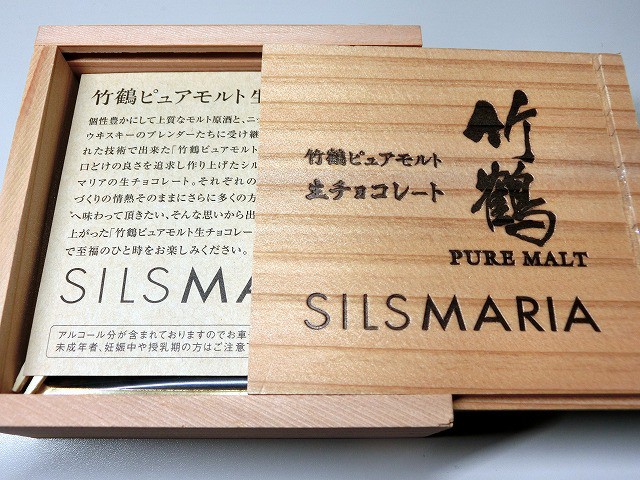 竹鶴ピュアモルト生
個性豊かにして上質なモルト原酒と、ニッ
ゥヰスキーのブレンダーたちに受け継
れた技術で出来た「竹鶴ピュアモルト
口どけの良さを追求し作り上げたシル
マリアの生チョコレート。それぞれの
づくりの情熱そのままにさらに多くの方
へ味わって頂きたい、そんな思いから出
上がった「竹鶴ピュアモルト生チョコレー
で至福のひと時をお楽しみください。
SILSMA
アルコール分が含まれておりますのでお車
未成年者、妊娠中や授乳期の方はご注意
竹鶴ピュアモルト
生チョコレート
竹鶴
PURE MALT
SILSMARIA